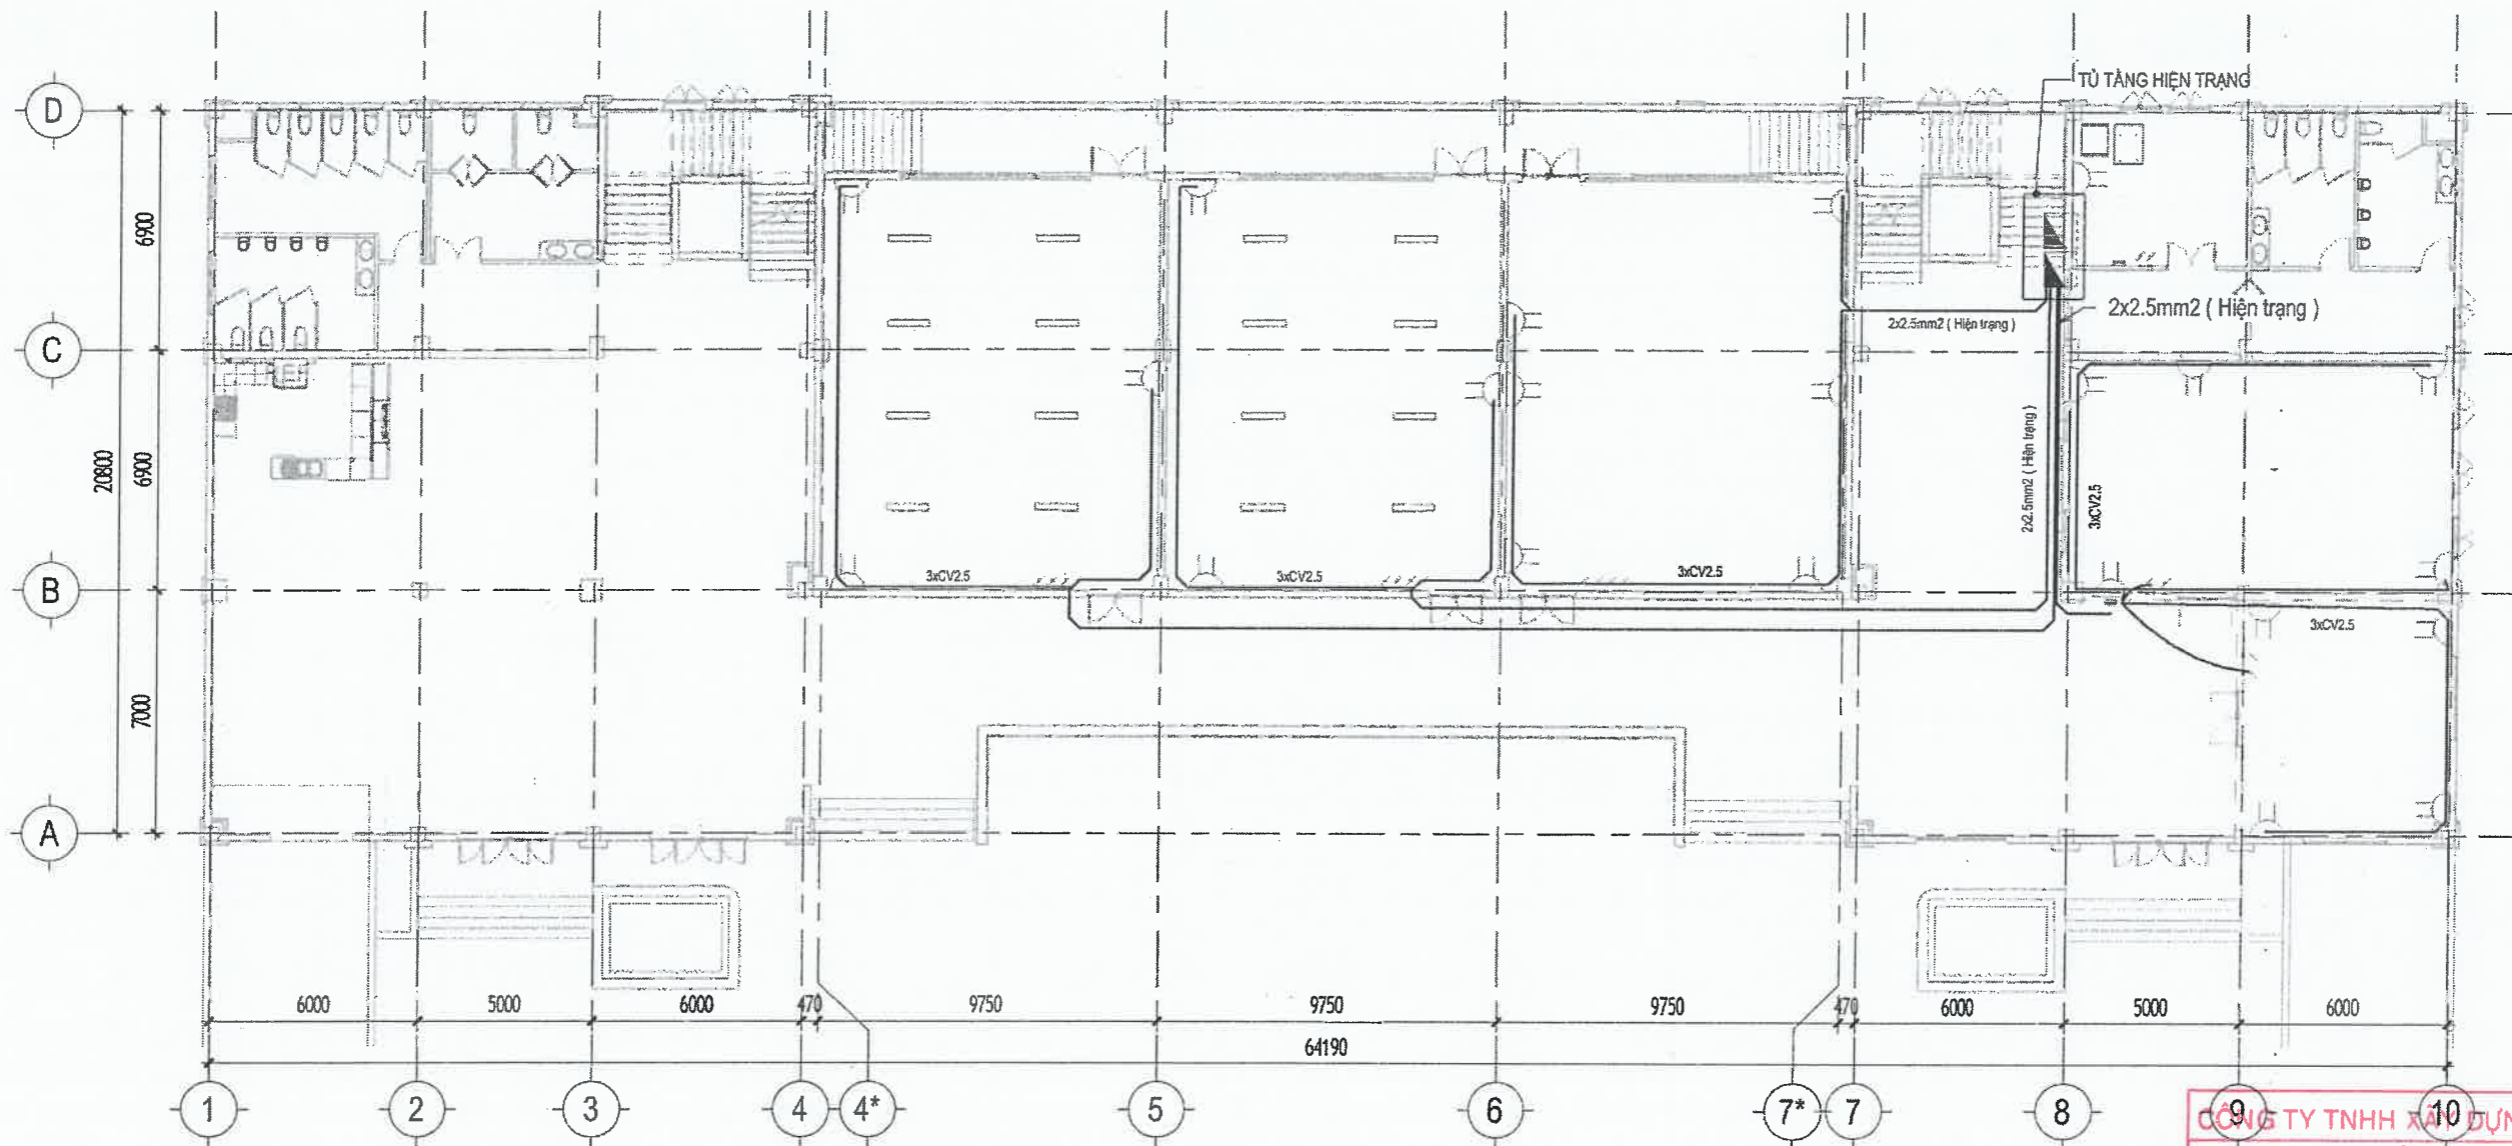 TỦ TẦNG HIỆN TRẠNG
D
6900
2x2.5mm2 ( Hiện trạng )
2x2.5mm2 ( Hiện trạng )
C
20800
6900
2x2.5mm2 ( Hiện trạng )
3xCV2.5
B
3xCV2.5
3xCV2.5
3xCV2.5
3xCV2.5
7000
A
6000
5000
6000
470
9750
9750
9750
470
6000
5000
6000
64190
1
2
3
4
4*
5
6
7*
7
8
9
10
CÔNG TY TNHH XÂY DỰN